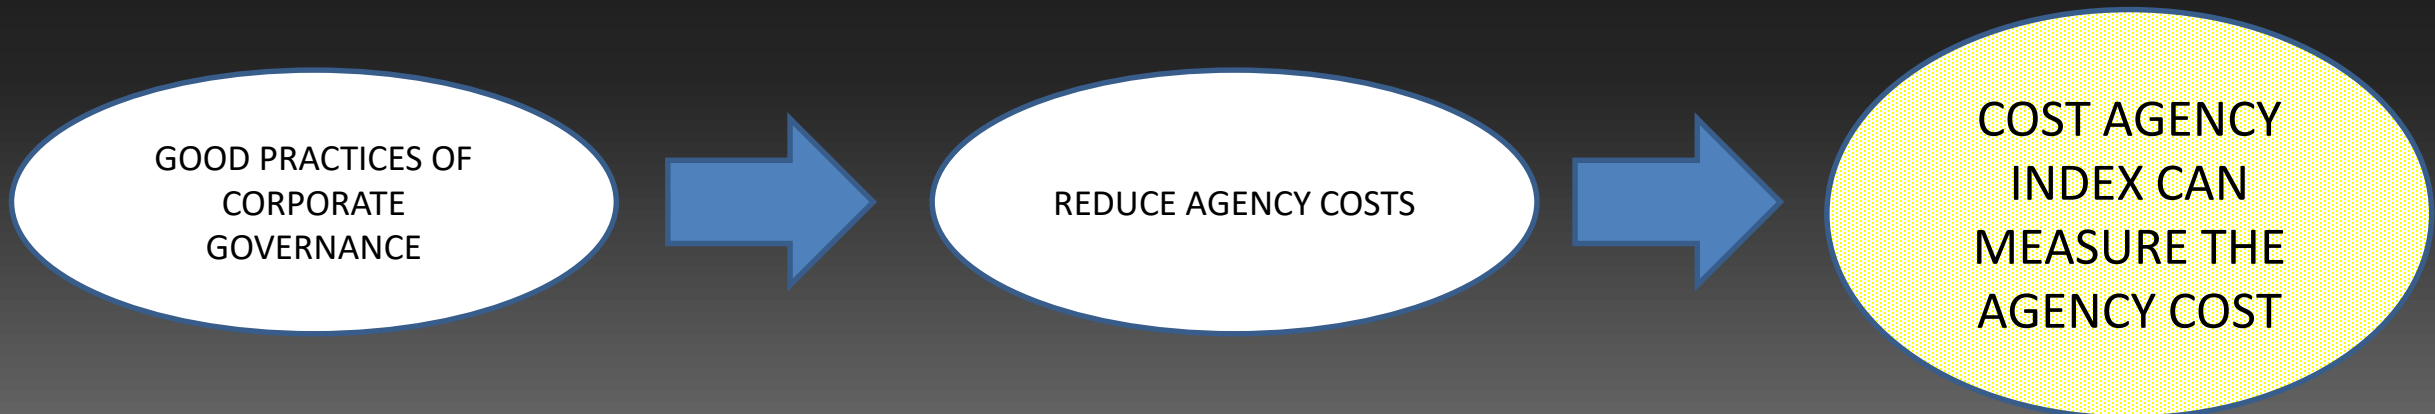 GOOD PRACTICES OF
CORPORATE
GOVERNANCE
REDUCE AGENCY COSTS
COST AGENCY
INDEX CAN
MEASURE THE
AGENCY COST